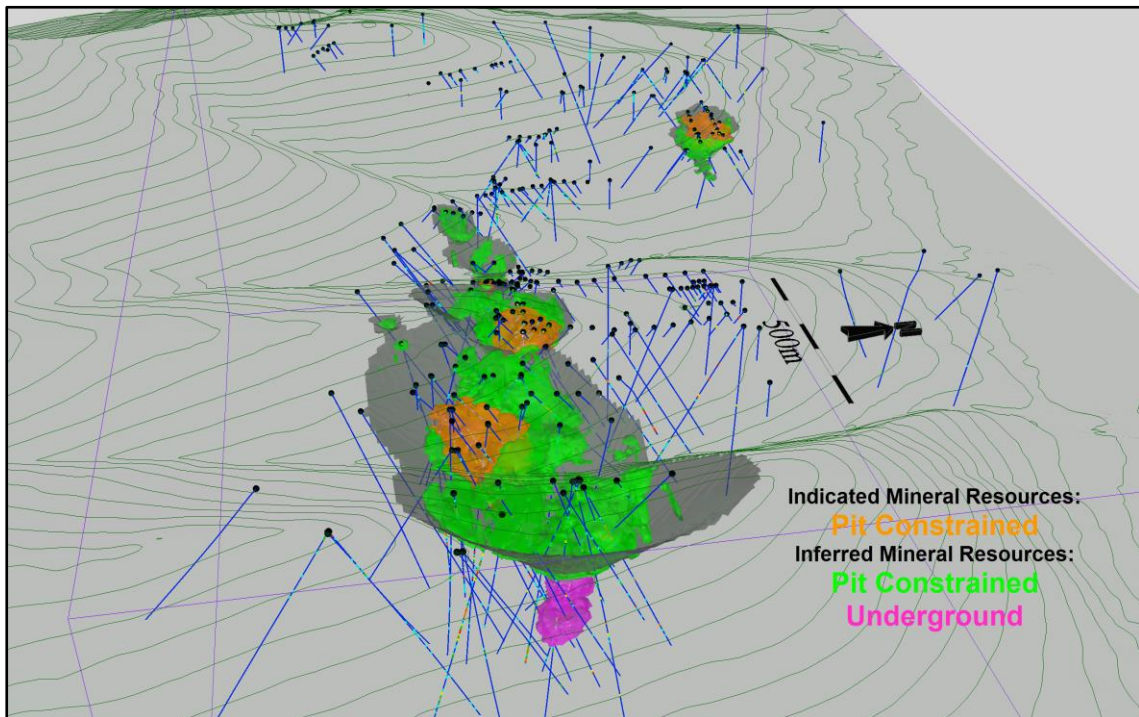 500m
N
Indicated Mineral Resources:
Pit Constrained
Inferred Mineral Resources:
Pit Constrained
Underground